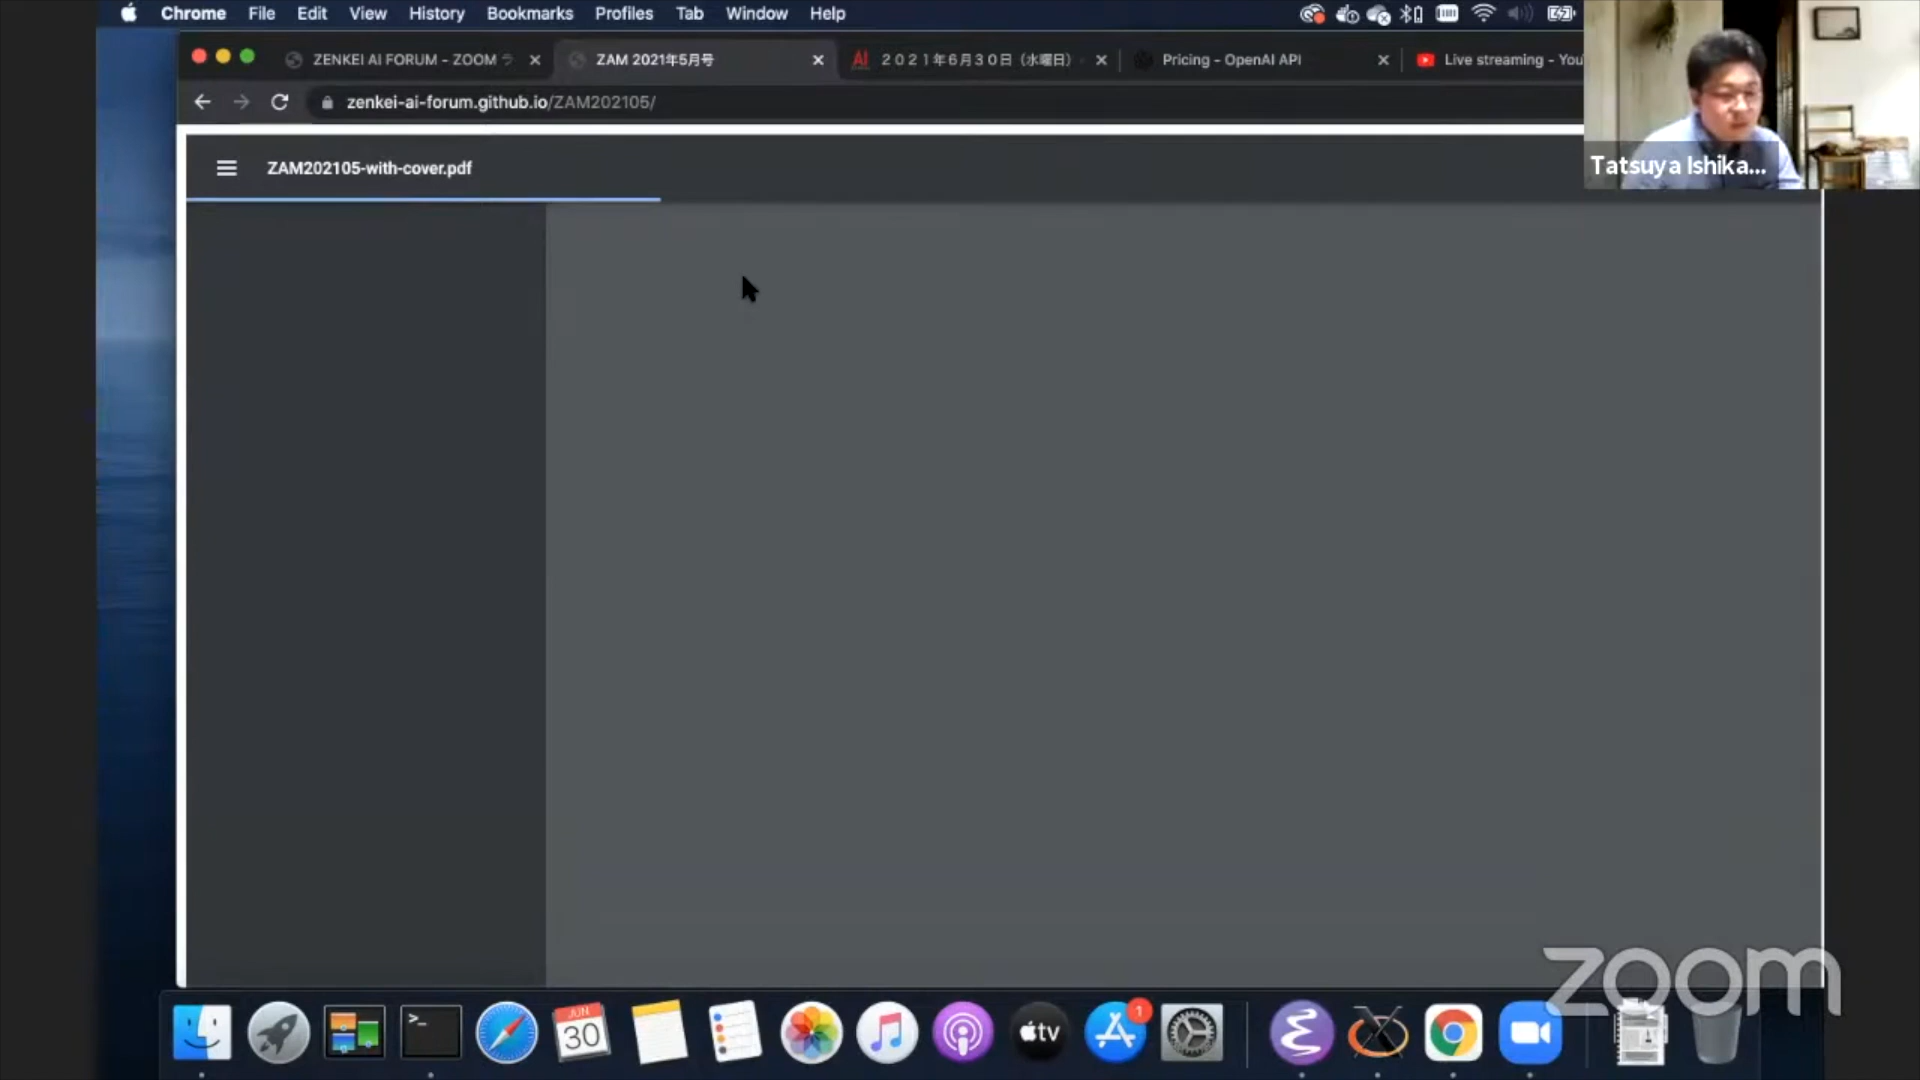 Chrome File Edit View History Bookmarks Profiles Tab Window Help
ZENKEI AI FORUM - ZOOM ラ
ZAM 2021年5月号
AI 2021年6月30日（水曜日）
Pricing - OpenAI API
Live streaming - You
zenkei-ai-forum.github.io/ZAM202105/
Tatsuya Ishika...
ZAM202105-with-cover.pdf
zoom
>_
JUN
30
tv
1